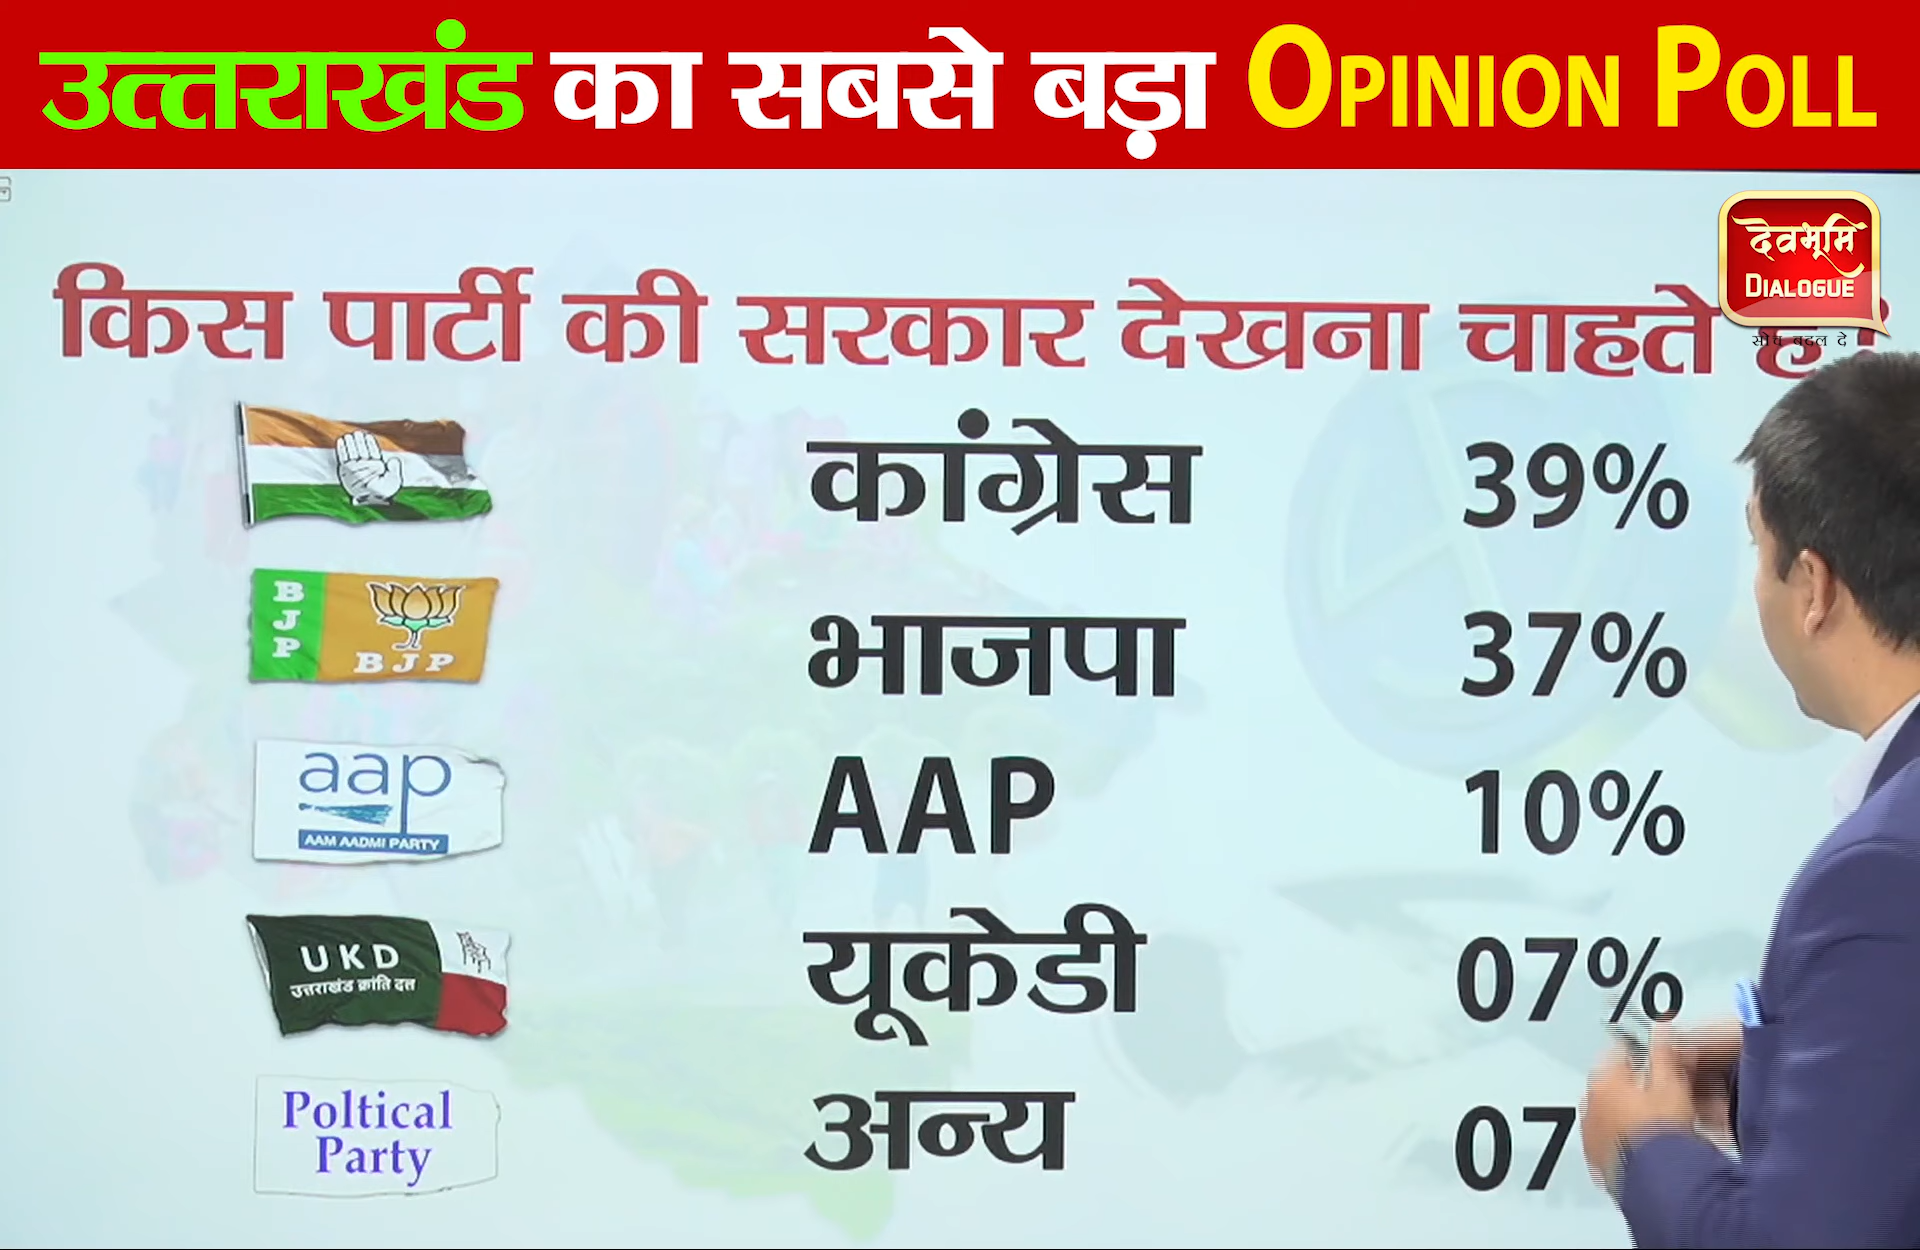 उत्तराखंड का सबसे बड़ा OPINION POLL
देवभूमि
DIALOGUE
सोच बदल दे
किस पार्टी की सरकार देखना चाहते
कांग्रेस 39%
B
J
P
BJP
भाजपा 37%
aap
AAM AADMI PARTY
AAP 10%
UKD
उत्तराखंड क्रांति दल
यूकेडी 07%
Poltical
Party
अन्य 07